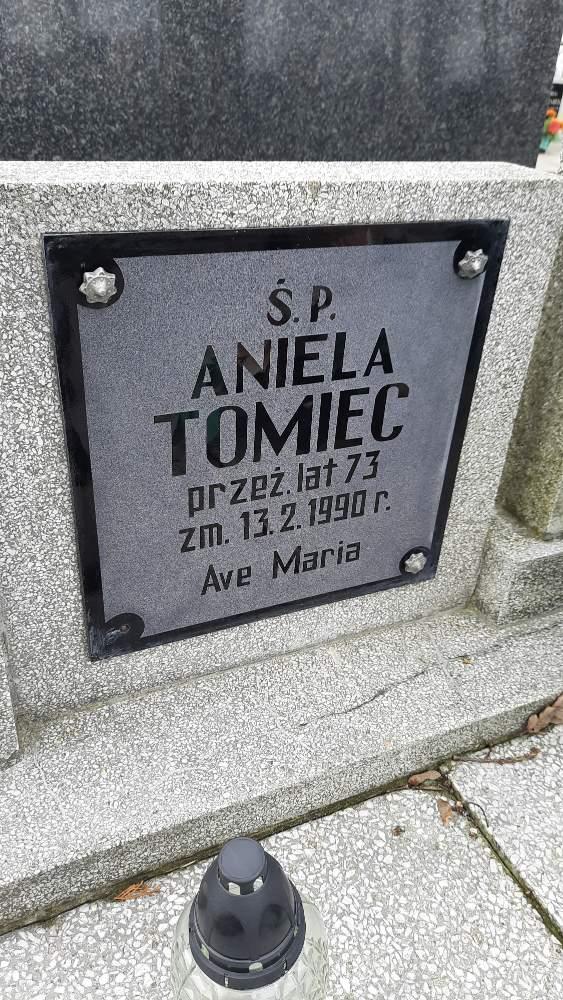 Ś.P.
ANIELA
TOMIEC
przeż. lat 73
zm. 13.2.1990 r.
Ave Maria